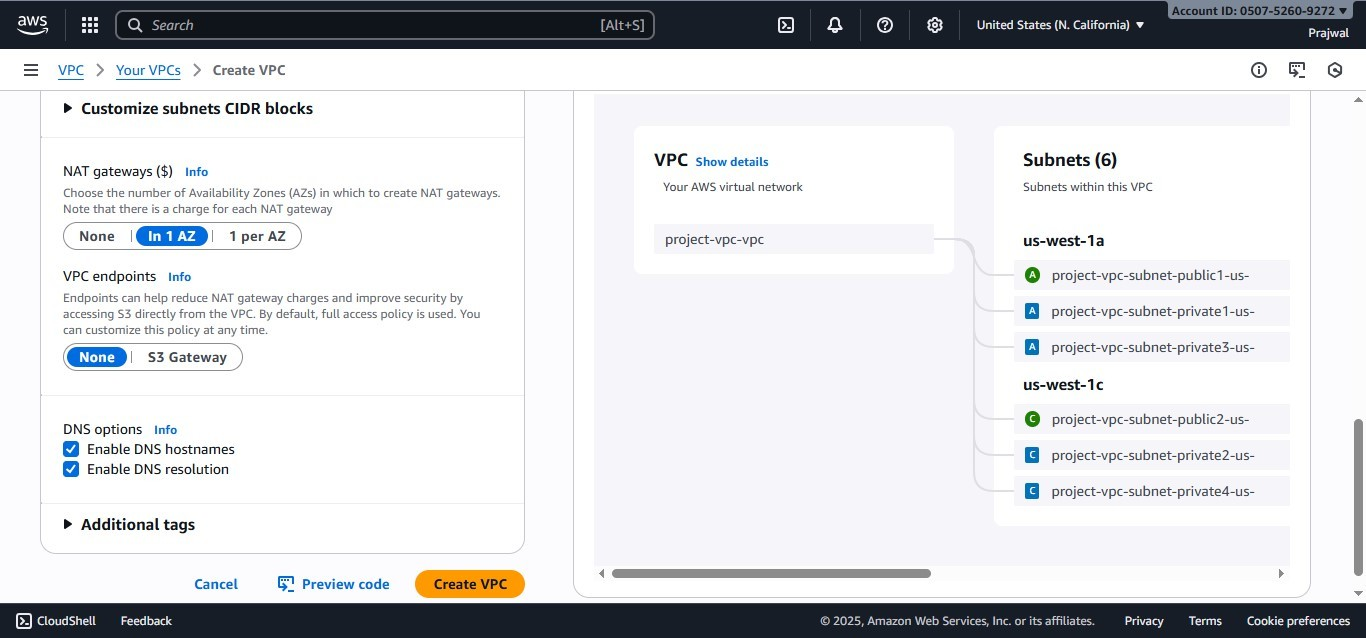 aws
Search
[Alt+S]
United States (N. California)
Account ID: 0507-5260-9272
Prajwal
VPC
Your VPCs
Create VPC
Customize subnets CIDR blocks
NAT gateways ($) Info
Choose the number of Availability Zones (AZs) in which to create NAT gateways.
Note that there is a charge for each NAT gateway
None
In 1 AZ
1 per AZ
VPC endpoints Info
Endpoints can help reduce NAT gateway charges and improve security by
accessing S3 directly from the VPC. By default, full access policy is used. You
can customize this policy at any time.
None
S3 Gateway
DNS options Info
Enable DNS hostnames
Enable DNS resolution
Additional tags
Cancel
Preview code
Create VPC
VPC Show details
Your AWS virtual network
project-vpc-vpc
Subnets (6)
Subnets within this VPC
us-west-1a
A project-vpc-subnet-public1-us-
A project-vpc-subnet-private1-us-
A project-vpc-subnet-private3-us-
us-west-1c
C project-vpc-subnet-public2-us-
C project-vpc-subnet-private2-us-
C project-vpc-subnet-private4-us-
CloudShell
Feedback
© 2025, Amazon Web Services, Inc. or its affiliates.
Privacy
Terms
Cookie preferences